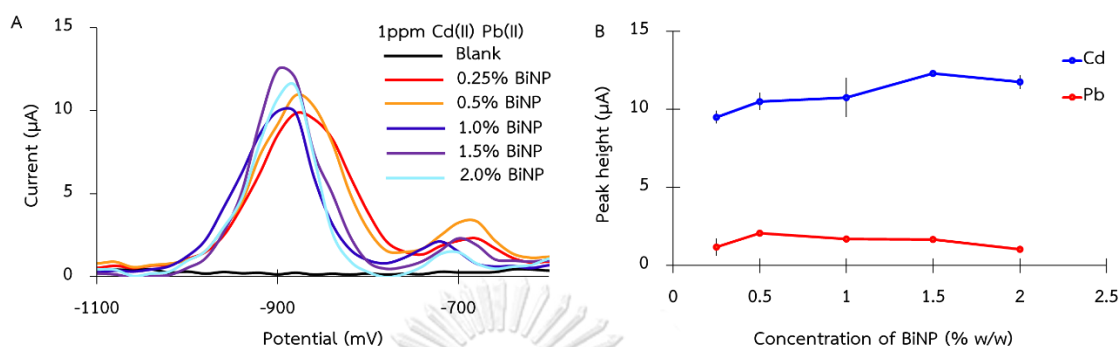 A
1ppm Cd(II) Pb(II)
Blank
0.25% BiNP
0.5% BiNP
1.0% BiNP
1.5% BiNP
2.0% BiNP
Current (µA)
15
10
5
0
-1100
-900
-700
Potential (mV)
B
Cd
Pb
Peak height (µA)
15
10
5
0
0
0.5
1
1.5
2
2.5
Concentration of BiNP (% w/w)